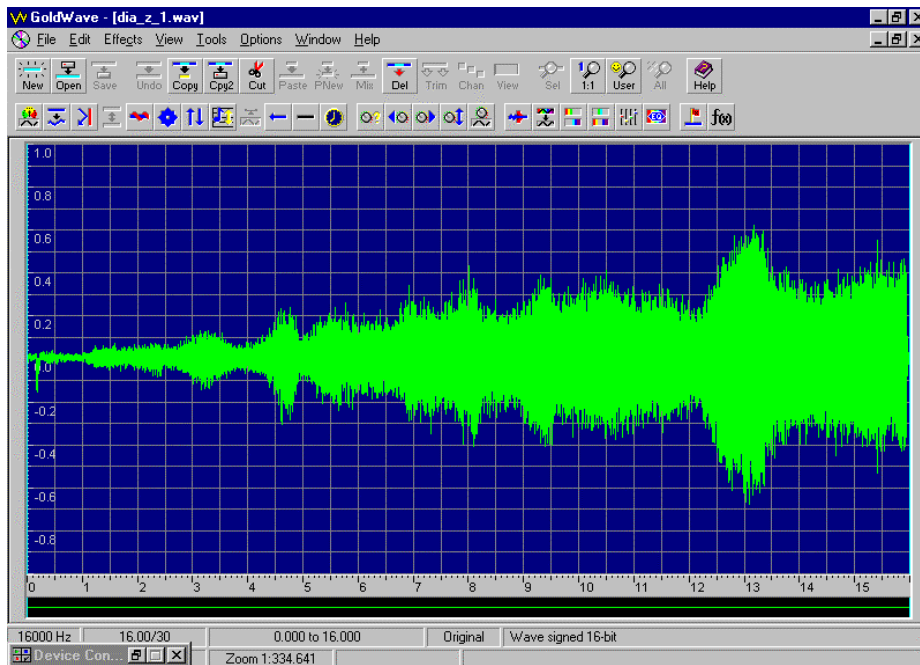 GoldWave - [dia_z_1.wav]
File Edit Effects View Tools Options Window Help
New Open Save Undo Copy Cpy2 Cut Paste PNew Mix Del Trim Chan View Sel 1:1 User All Help
f(x)
1.0
0.8
0.6
0.4
0.2
0.0
-0.2
-0.4
-0.6
-0.8
0 1 2 3 4 5 6 7 8 9 10 11 12 13 14 15
16000 Hz 16.00/30 0.000 to 16.000 Original Wave signed 16-bit
Device Con... Zoom 1:334.641